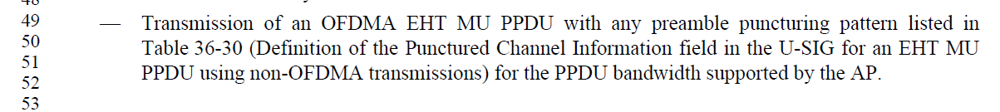 48
49 — Transmission of an OFDMA EHT MU PPDU with any preamble puncturing pattern listed in
50 Table 36-30 (Definition of the Punctured Channel Information field in the U-SIG for an EHT MU
51 PPDU using non-OFDMA transmissions) for the PPDU bandwidth supported by the AP.
52
53